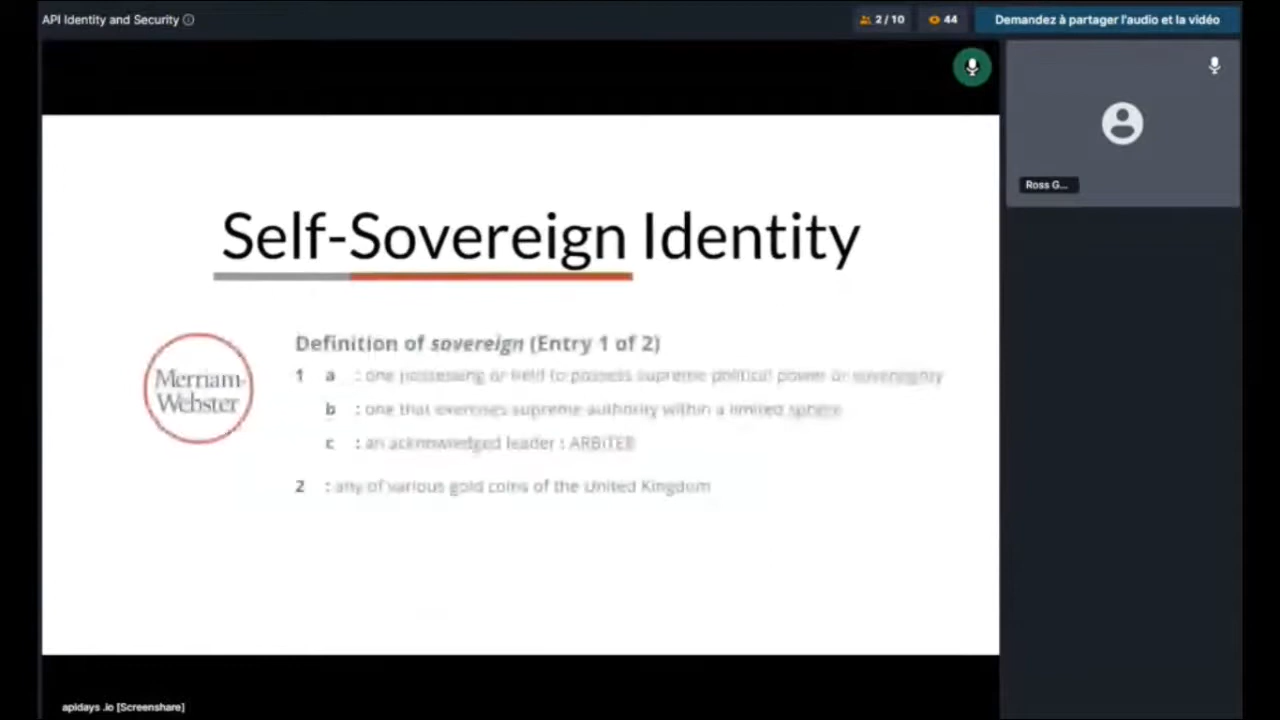 API Identity and Security
2 / 10
44
Demandez à partager l'audio et la vidéo
Ross G...
Self-Sovereign Identity
Merriam-
Webster
Definition of sovereign (Entry 1 of 2)
1 a : one possessing or held to possess supreme political power or sovereignty
b : one that exercises supreme authority within a limited sphere
c : an acknowledged leader : ARBITER
2 : any of various gold coins of the United Kingdom
apidays .io [Screenshare]